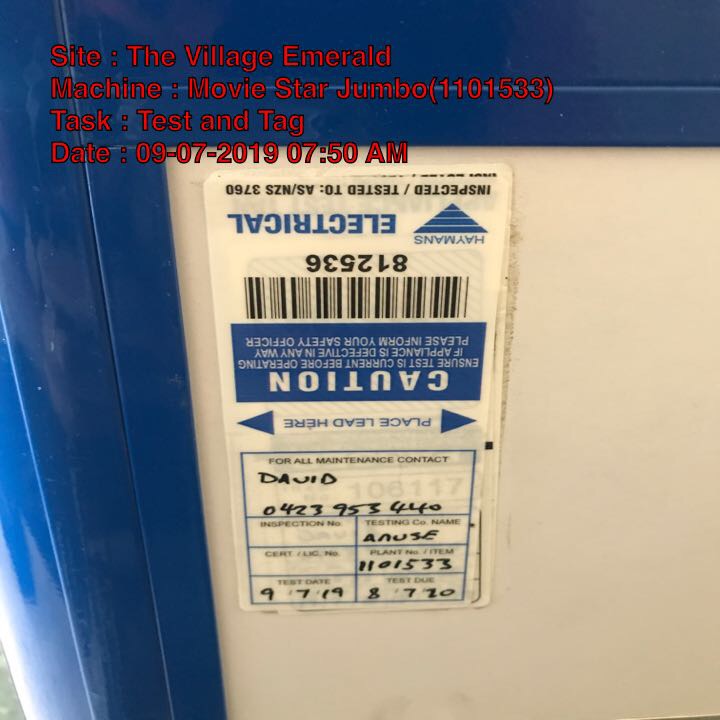 Site : The Village Emerald
Machine : Movie Star Jumbo(1101533)
Task : Test and Tag
Date : 09-07-2019 07:50 AM
INSPECTED / TESTED TO: AS/NZS 3760
HAYMANS
ELECTRICAL
812536
CAUTION
ENSURE TEST IS CURRENT BEFORE OPERATING
IF APPLIANCE IS DEFECTIVE IN ANY WAY
PLEASE INFORM YOUR SAFETY OFFICER
PLACE LEAD HERE
FOR ALL MAINTENANCE CONTACT
DAVID
106117
0423 953 440
INSPECTION No. TESTING Co. NAME
AMUSE
CERT. / LIC. No. PLANT No. / ITEM
1101533
TEST DATE TEST DUE
9 7 19 8 7 20